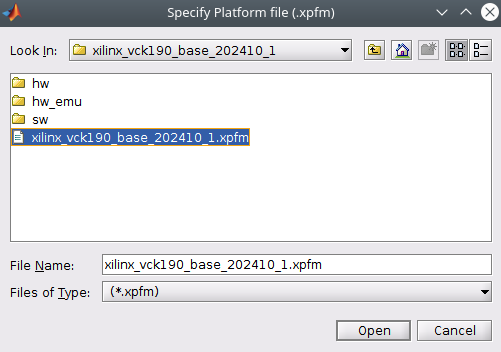 Specify Platform file (.xpfm)
Look In: xilinx_vck190_base_202410_1
hw
hw_emu
sw
xilinx_vck190_base_202410_1.xpfm
File Name: xilinx_vck190_base_202410_1.xpfm
Files of Type: (*.xpfm)
Open Cancel